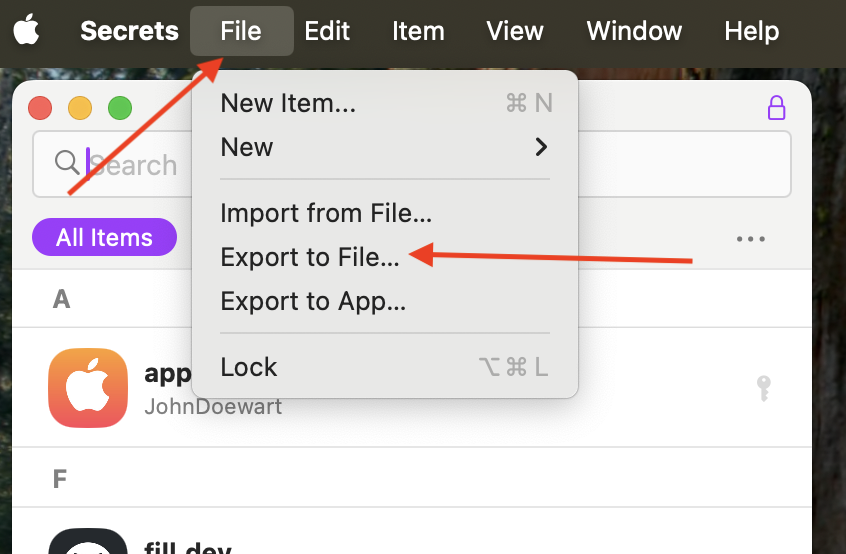 Secrets File Edit Item View Window Help
New Item... ⌘ N
New
Search
Import from File...
All Items
Export to File...
A
Export to App...
Lock ⌥ ⌘ L
app
JohnDoewart
F
fill.dev